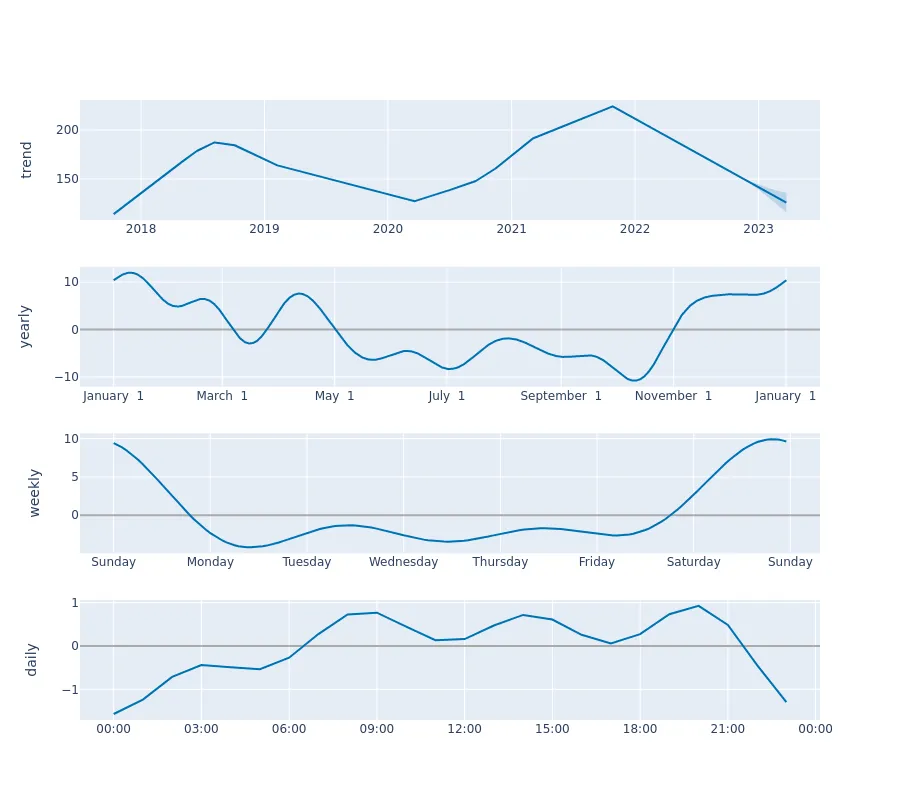 trend
200
150
2018 2019 2020 2021 2022 2023
yearly
10
0
−10
January 1 March 1 May 1 July 1 September 1 November 1 January 1
weekly
10
5
0
Sunday Monday Tuesday Wednesday Thursday Friday Saturday Sunday
daily
1
0
−1
00:00 03:00 06:00 09:00 12:00 15:00 18:00 21:00 00:00